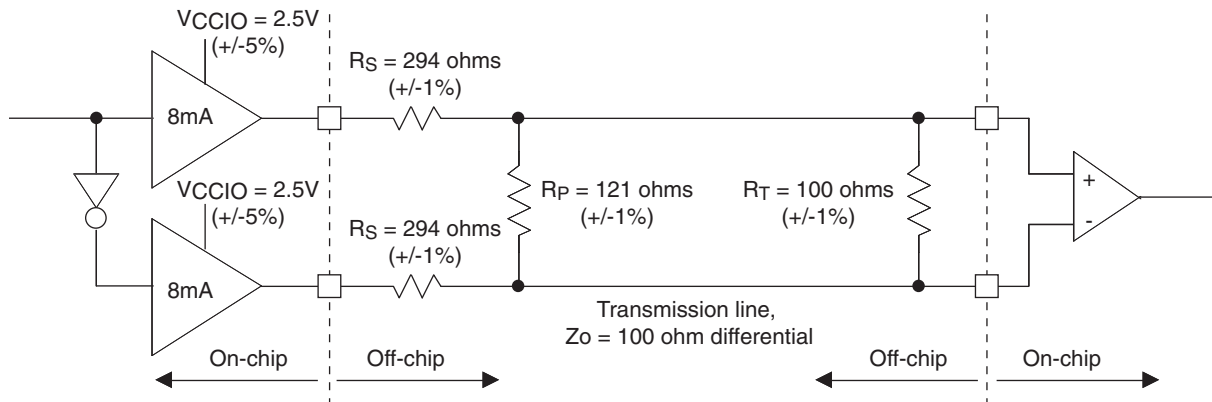 VCCIO = 2.5V
(+/-5%)
8mA
RS = 294 ohms
(+/-1%)
VCCIO = 2.5V
(+/-5%)
8mA
RS = 294 ohms
(+/-1%)
RP = 121 ohms
(+/-1%)
RT = 100 ohms
(+/-1%)
+
-
Transmission line,
Zo = 100 ohm differential
On-chip
Off-chip
Off-chip
On-chip